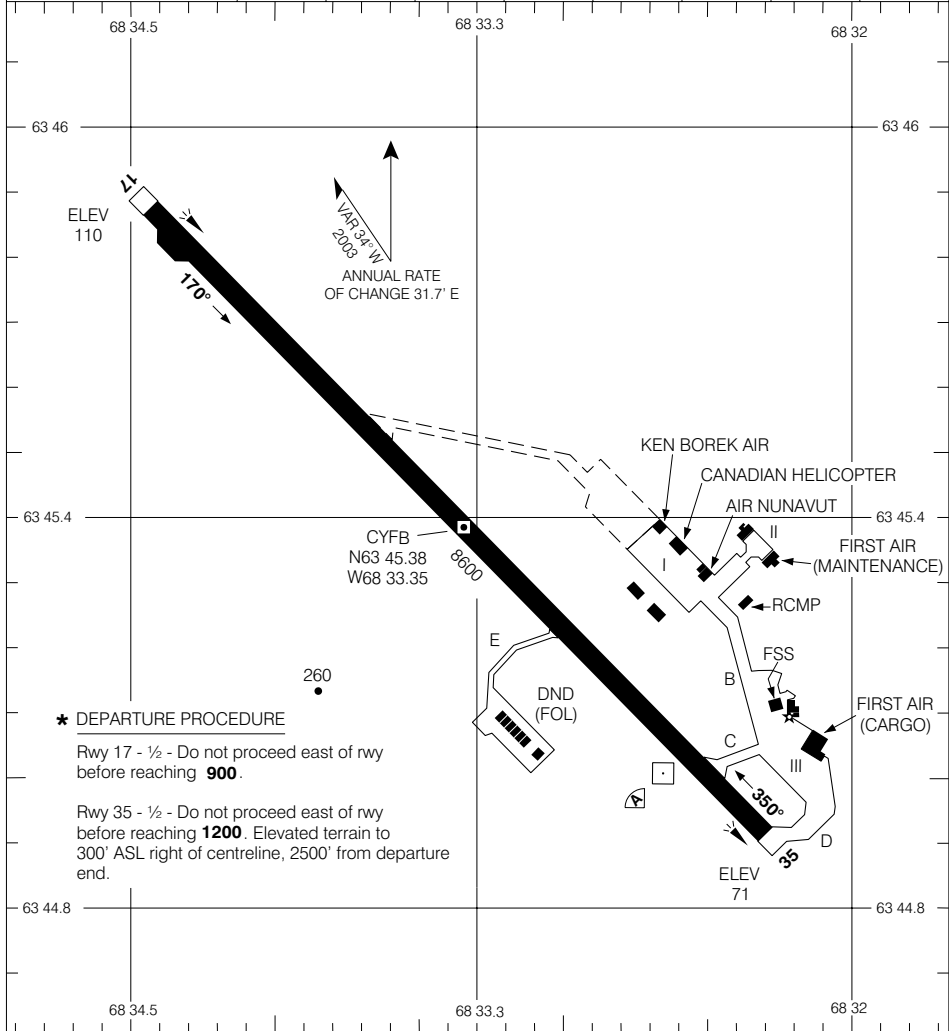 68 34.5
68 33.3
68 32
63 46
63 46
17
ELEV
110
VAR 34° W
2003
ANNUAL RATE
OF CHANGE 31.7' E
170°
KEN BOREK AIR
CANADIAN HELICOPTER
AIR NUNAVUT
63 45.4
63 45.4
CYFB
N63 45.38
W68 33.35
8600
I
II
FIRST AIR
(MAINTENANCE)
RCMP
E
FSS
B
260
DND
(FOL)
FIRST AIR
(CARGO)
C
III
* DEPARTURE PROCEDURE
Rwy 17 - ½ - Do not proceed east of rwy
before reaching 900.
Rwy 35 - ½ - Do not proceed east of rwy
before reaching 1200. Elevated terrain to
300' ASL right of centreline, 2500' from departure
end.
A
350°
D
35
ELEV
71
63 44.8
63 44.8
68 34.5
68 33.3
68 32